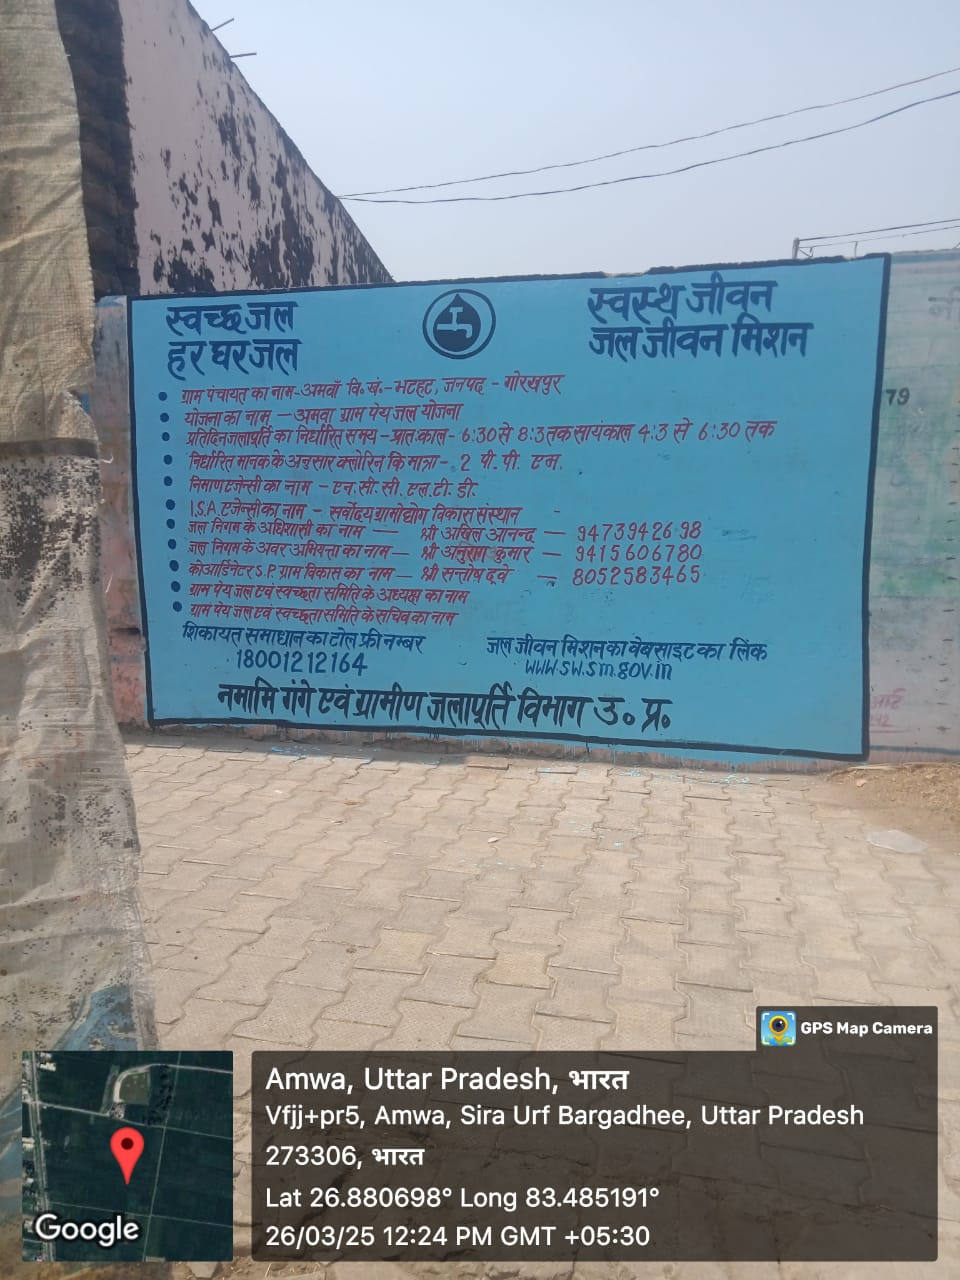 स्वच्छ जल
हर घर जल
स्वस्थ जीवन
जल जीवन मिशन
ग्राम पंचायत का नाम-अमवाँ वि.खं.-भटहट, जनपद - गोरखपुर
योजना का नाम - अमवा ग्राम पेय जल योजना
प्रतिदिन जलापूर्ति का निर्धारित समय - प्रातःकाल - 6:30 से 8:3 तक सायंकाल 4:3 से 6:30 तक
निर्धारित मानक के अनुसार क्लोरिन कि मात्रा - 2 पी. पी. एम.
निमाण एजेन्सी का नाम - एन. सी. सी. एल. टी. डी.
I.S.A. एजेन्सी का नाम - सर्वोदय ग्रामोद्योग विकास संस्थान -
जल निगम के अधिशासी का नाम — श्री अखिल आनन्द — 9473942698
जल निगम के अवर अभियन्ता का नाम — श्री अनुराग कुमार — 9415606780
कोआर्डिनेटर S.P. ग्राम विकास का नाम — श्री सन्तोष दूवे — 8052583465
ग्राम पेय जल एवं स्वच्छता समिति के अध्यक्ष का नाम
ग्राम पेय जल एवं स्वच्छता समिति के सचिव का नाम
शिकायत समाधान का टोल फ्री नम्बर
18001212164
जल जीवन मिशन का वेबसाइट का लिंक
www.sw.sm.gov.in
नमामि गंगे एवं ग्रामीण जलापूर्ति विभाग उ॰ प्र॰
79
GPS Map Camera
Amwa, Uttar Pradesh, भारत
Vfjj+pr5, Amwa, Sira Urf Bargadhee, Uttar Pradesh
273306, भारत
Lat 26.880698° Long 83.485191°
26/03/25 12:24 PM GMT +05:30
Google